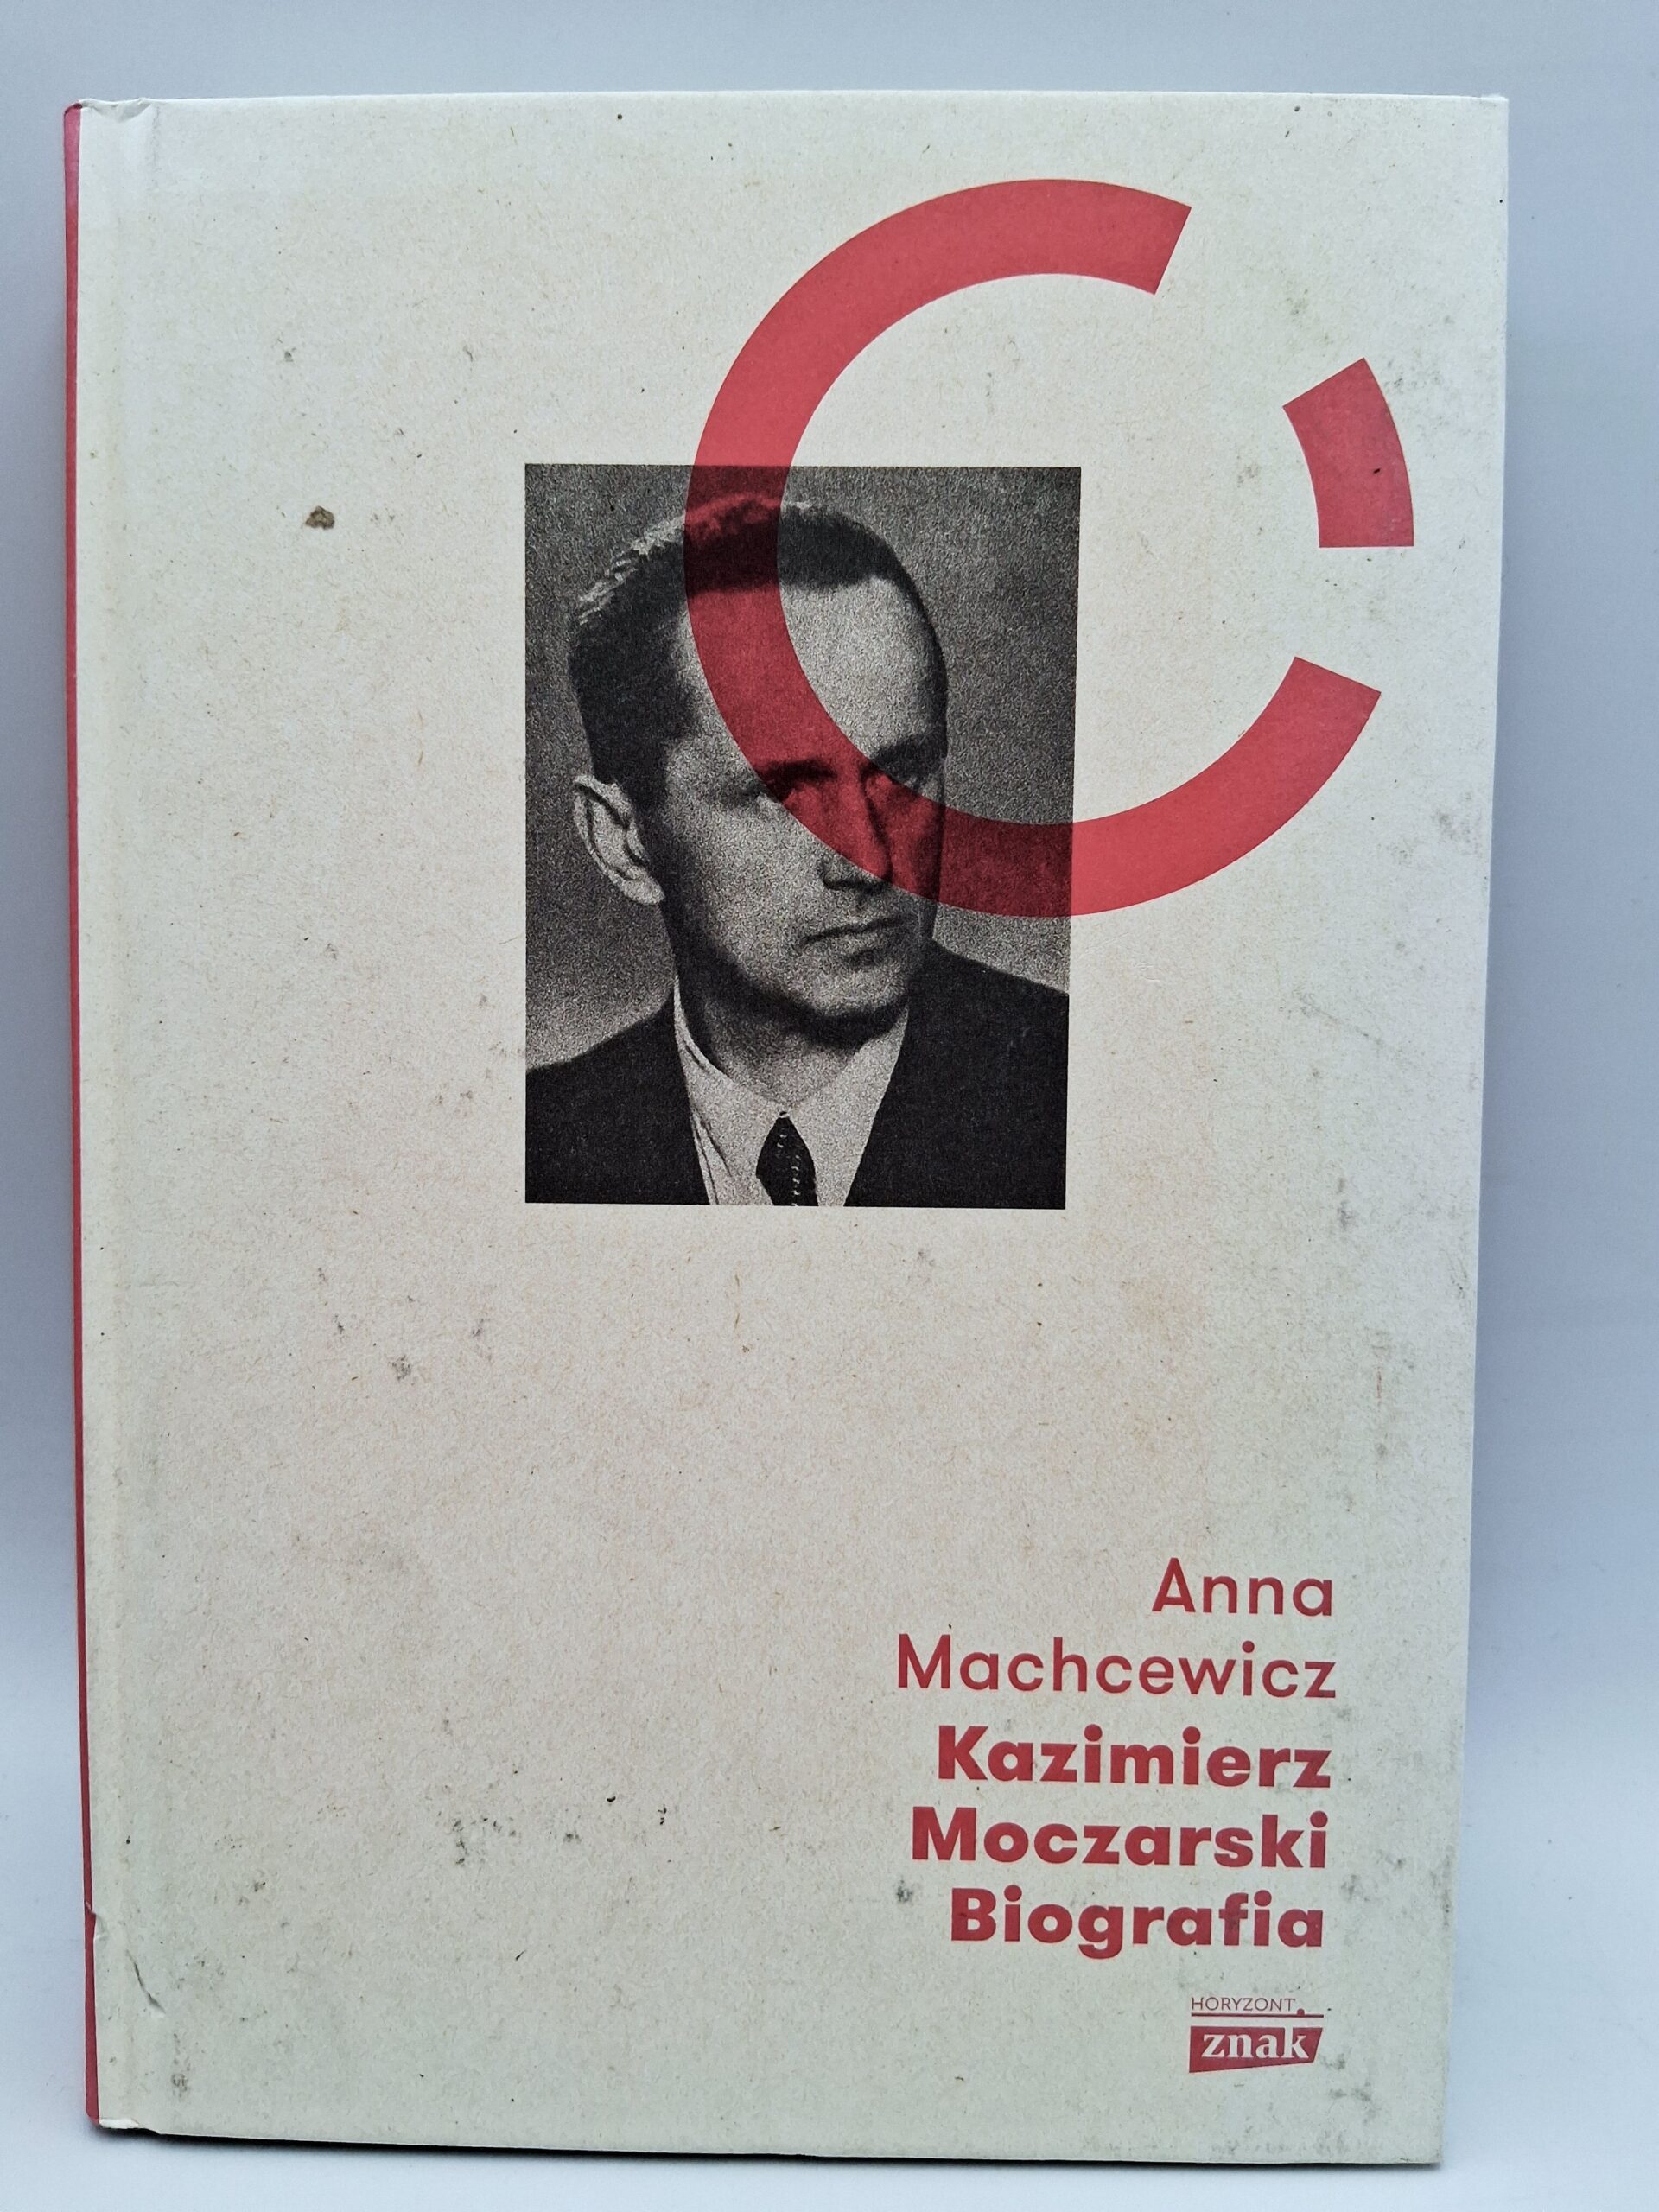 Anna
Machcewicz
Kazimierz
Moczarski
Biografia
HORYZONT
znak